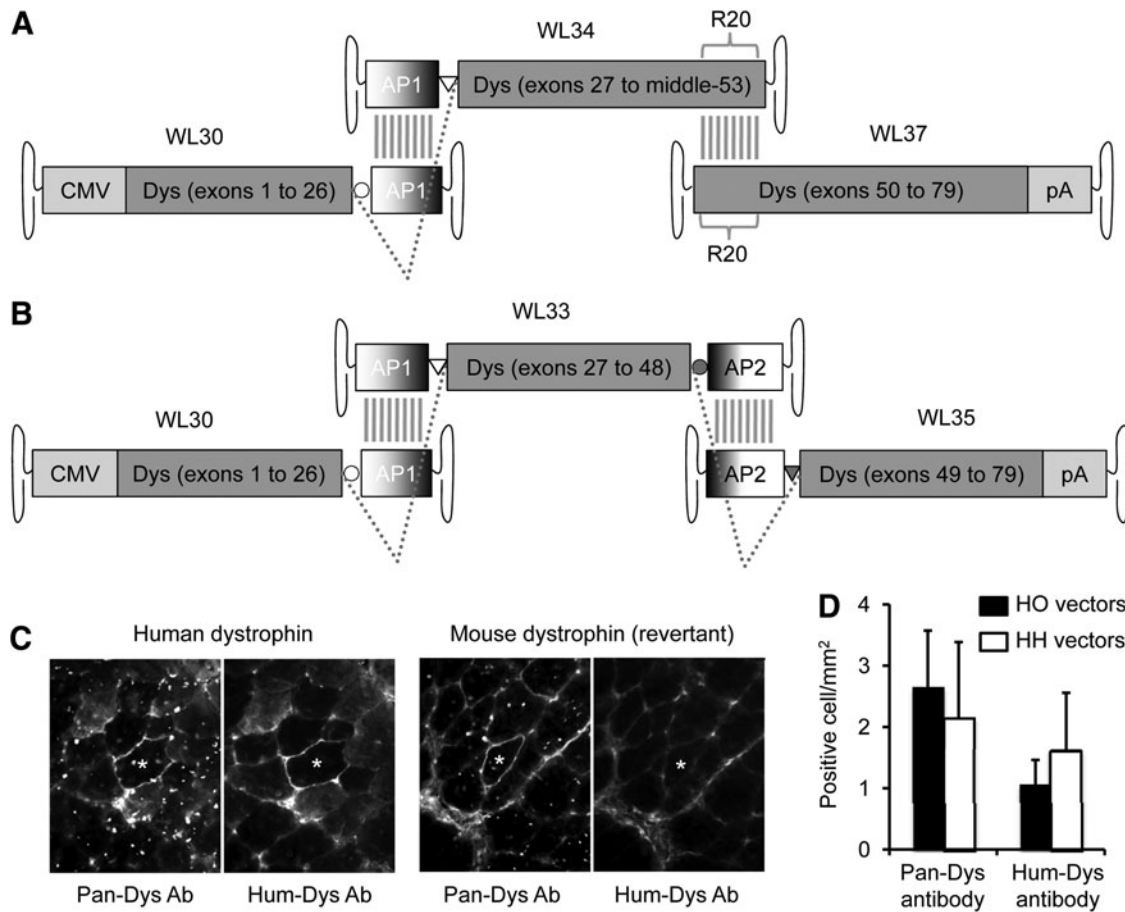 A
WL34
R20
AP1
Dys (exons 27 to middle-53)
WL30
WL37
CMV
Dys (exons 1 to 26)
AP1
Dys (exons 50 to 79)
pA
R20
B
WL33
AP1
Dys (exons 27 to 48)
AP2
WL30
WL35
CMV
Dys (exons 1 to 26)
AP1
AP2
Dys (exons 49 to 79)
pA
C
Human dystrophin
Mouse dystrophin (revertant)
*
*
*
*
Pan-Dys Ab
Hum-Dys Ab
Pan-Dys Ab
Hum-Dys Ab
D
HO vectors
HH vectors
Positive cell/mm²
4
3
2
1
0
Pan-Dys
antibody
Hum-Dys
antibody